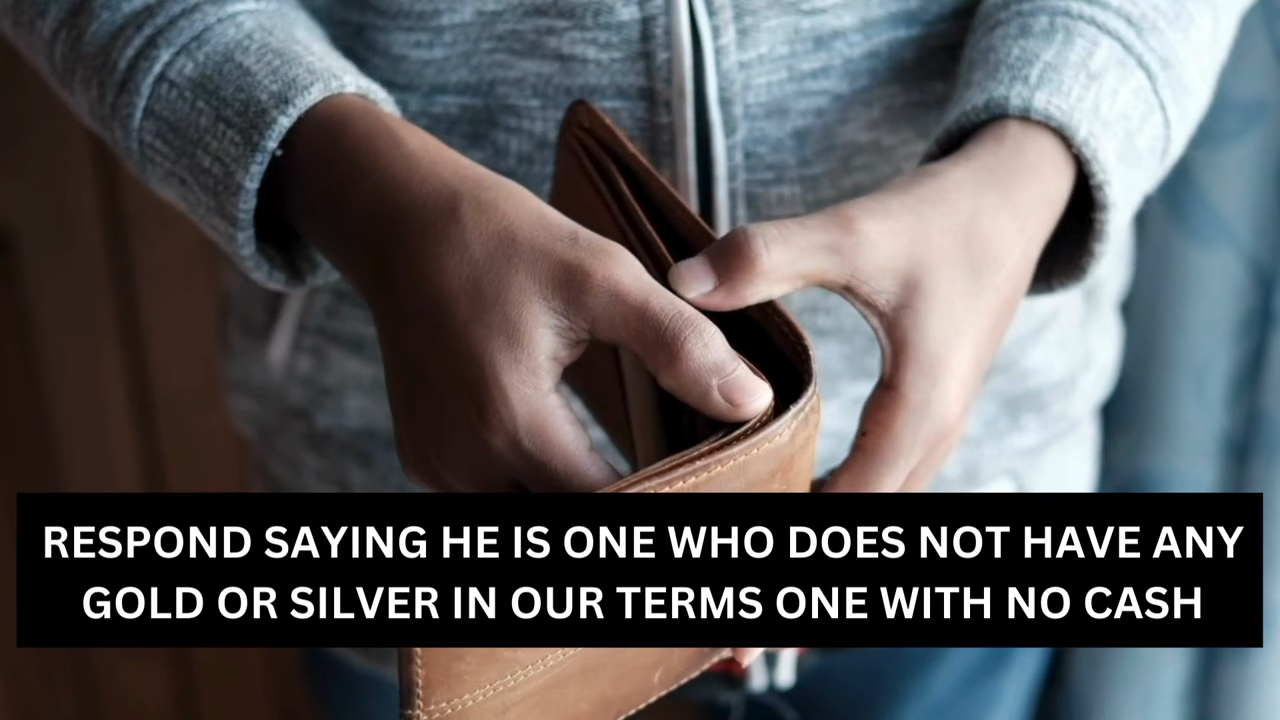 RESPOND SAYING HE IS ONE WHO DOES NOT HAVE ANY
GOLD OR SILVER IN OUR TERMS ONE WITH NO CASH